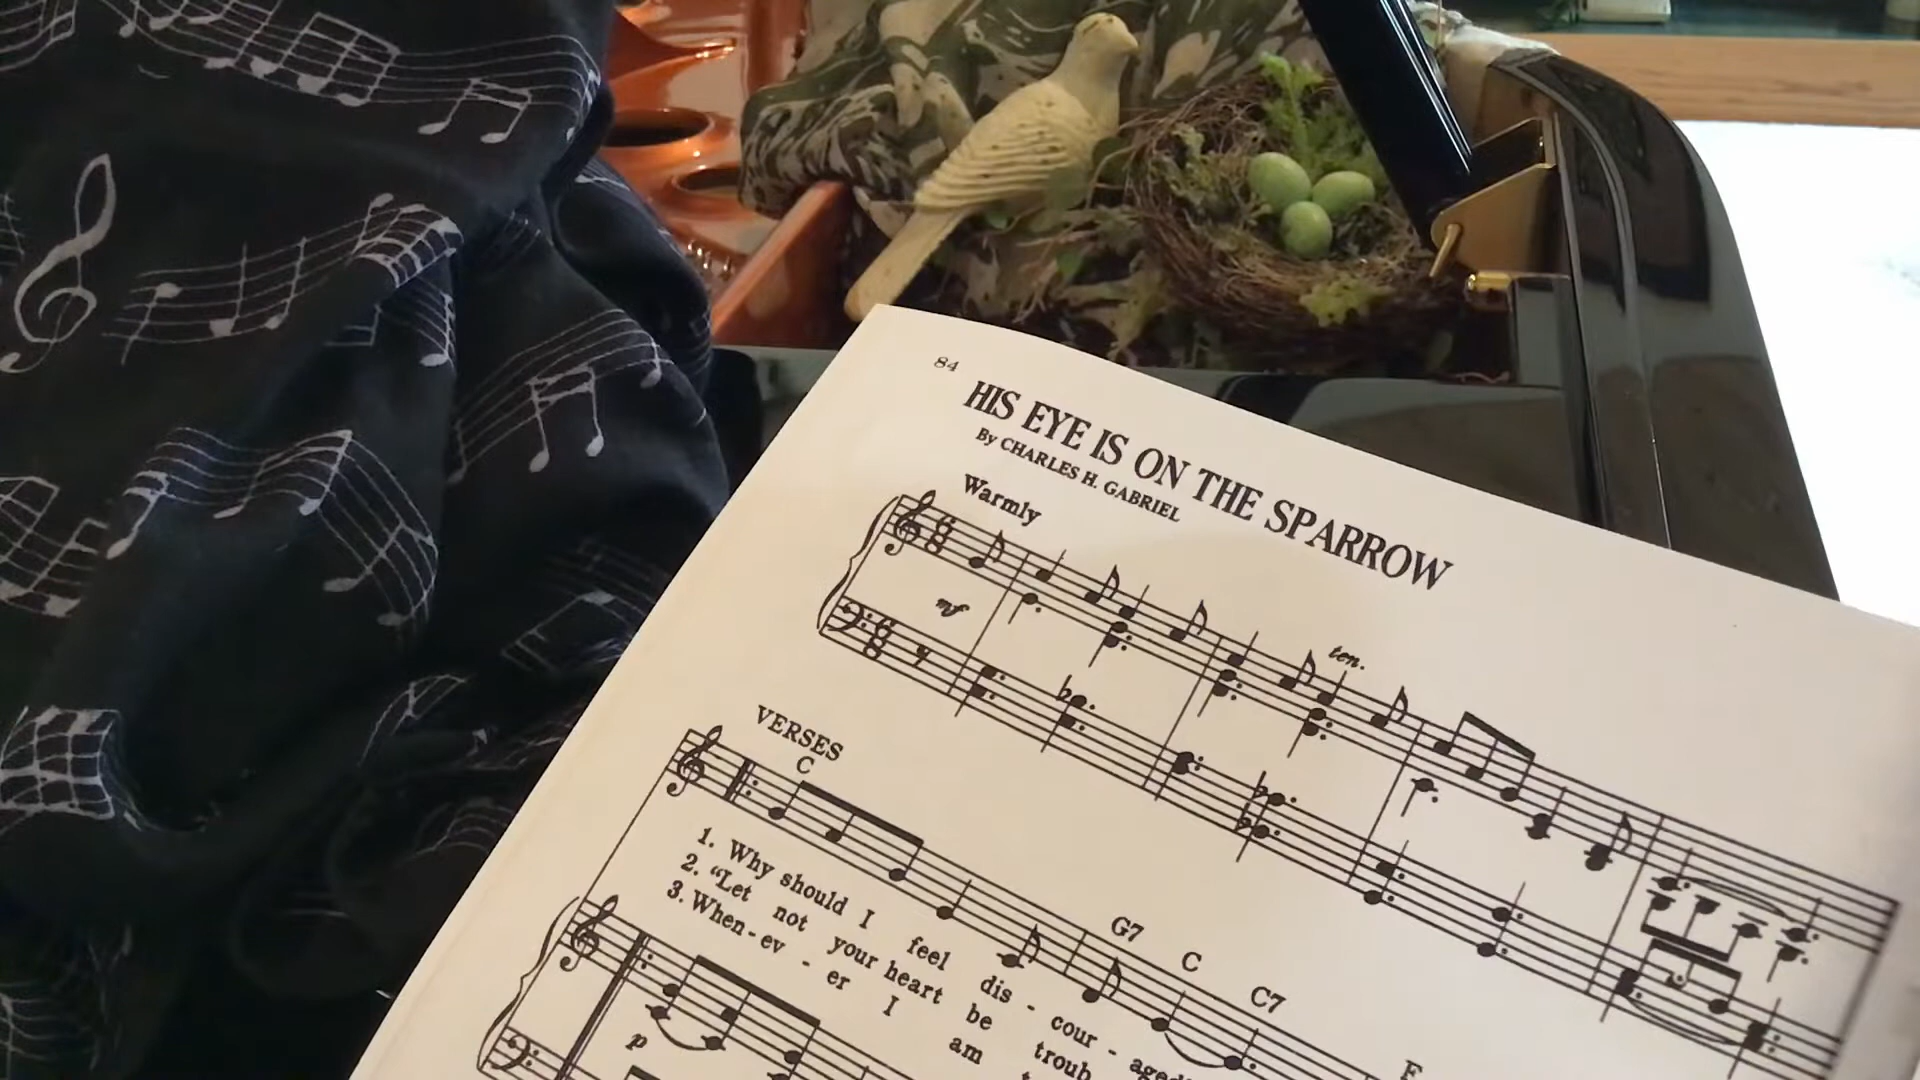 84
HIS EYE IS ON THE SPARROW
By CHARLES H. GABRIEL
Warmly
mf
ten.
VERSES
C G7 C C7 F
1. Why should I feel dis - cour - aged
2. “Let not your heart be troub
3. When - ev - er I am
p